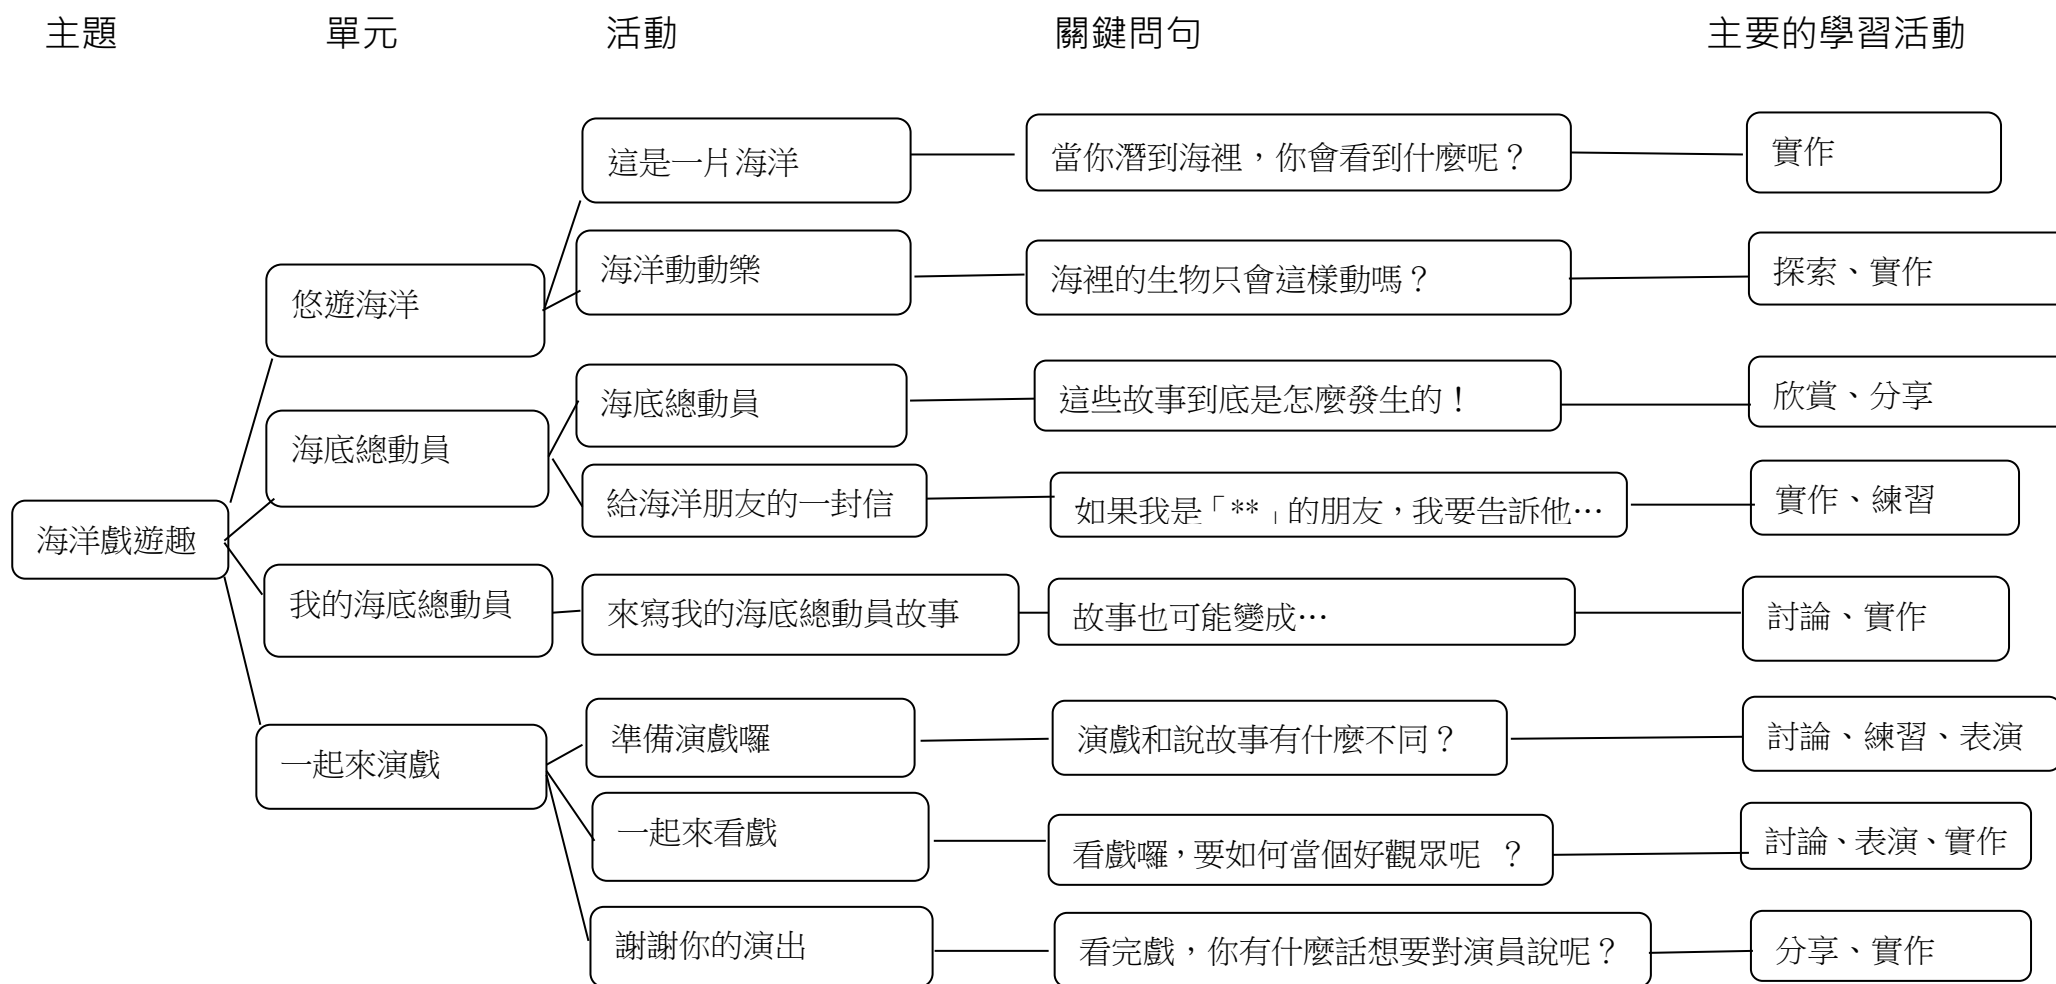 主題 單元 活動 關鍵問句 主要的學習活動
這是一片海洋 當你潛到海裡，你會看到什麼呢？ 實作
海洋動動樂 海裡的生物只會這樣動嗎？ 探索、實作
悠遊海洋
海底總動員 這些故事到底是怎麼發生的！ 欣賞、分享
海底總動員
給海洋朋友的一封信 如果我是「**」的朋友，我要告訴他… 實作、練習
海洋戲遊趣
我的海底總動員 來寫我的海底總動員故事 故事也可能變成… 討論、實作
準備演戲囉 演戲和說故事有什麼不同？ 討論、練習、表演
一起來演戲
一起來看戲 看戲囉，要如何當個好觀眾呢 ？ 討論、表演、實作
謝謝你的演出 看完戲，你有什麼話想要對演員說呢？ 分享、實作